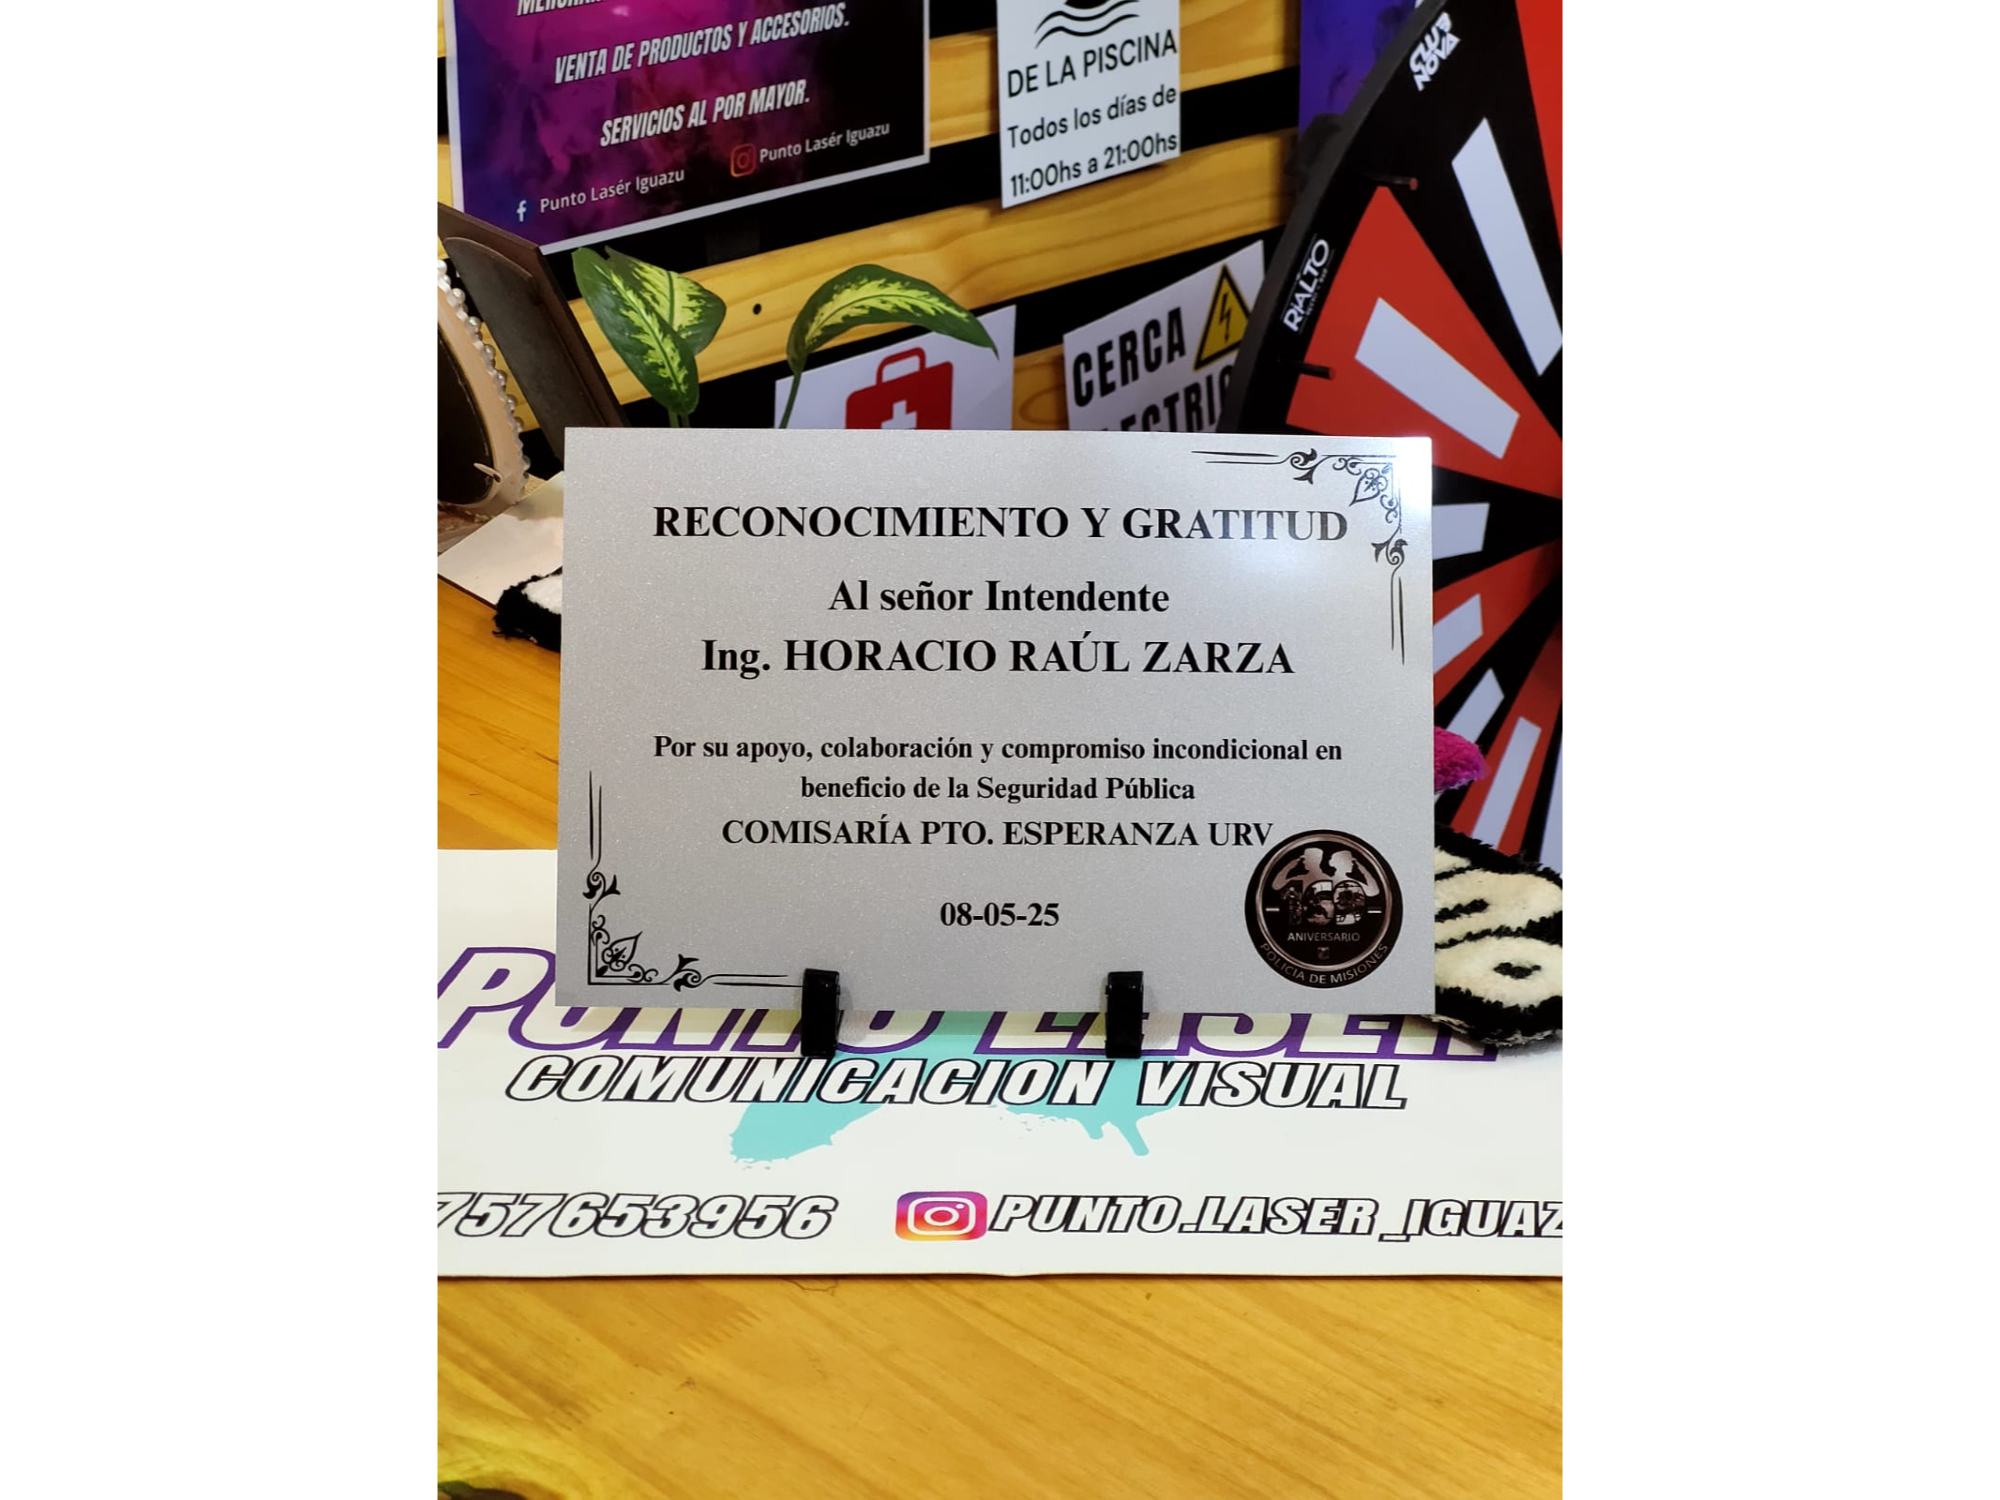 VENTA DE PRODUCTOS Y ACCESORIOS.
SERVICIOS AL POR MAYOR.
Punto Lasér Iguazu
Punto Lasér Iguazu
DE LA PISCINA
Todos los días de
11:00hs a 21:00hs
CLUB
NOVA
RIALTO
CERCA
RECONOCIMIENTO Y GRATITUD
Al señor Intendente
Ing. HORACIO RAÚL ZARZA
Por su apoyo, colaboración y compromiso incondicional en
beneficio de la Seguridad Pública
COMISARÍA PTO. ESPERANZA URV
08-05-25
ANIVERSARIO
POLICÍA DE MISIONES
PUNTO LASER
COMUNICACION VISUAL
757653956
PUNTO.LASER_IGUAZ